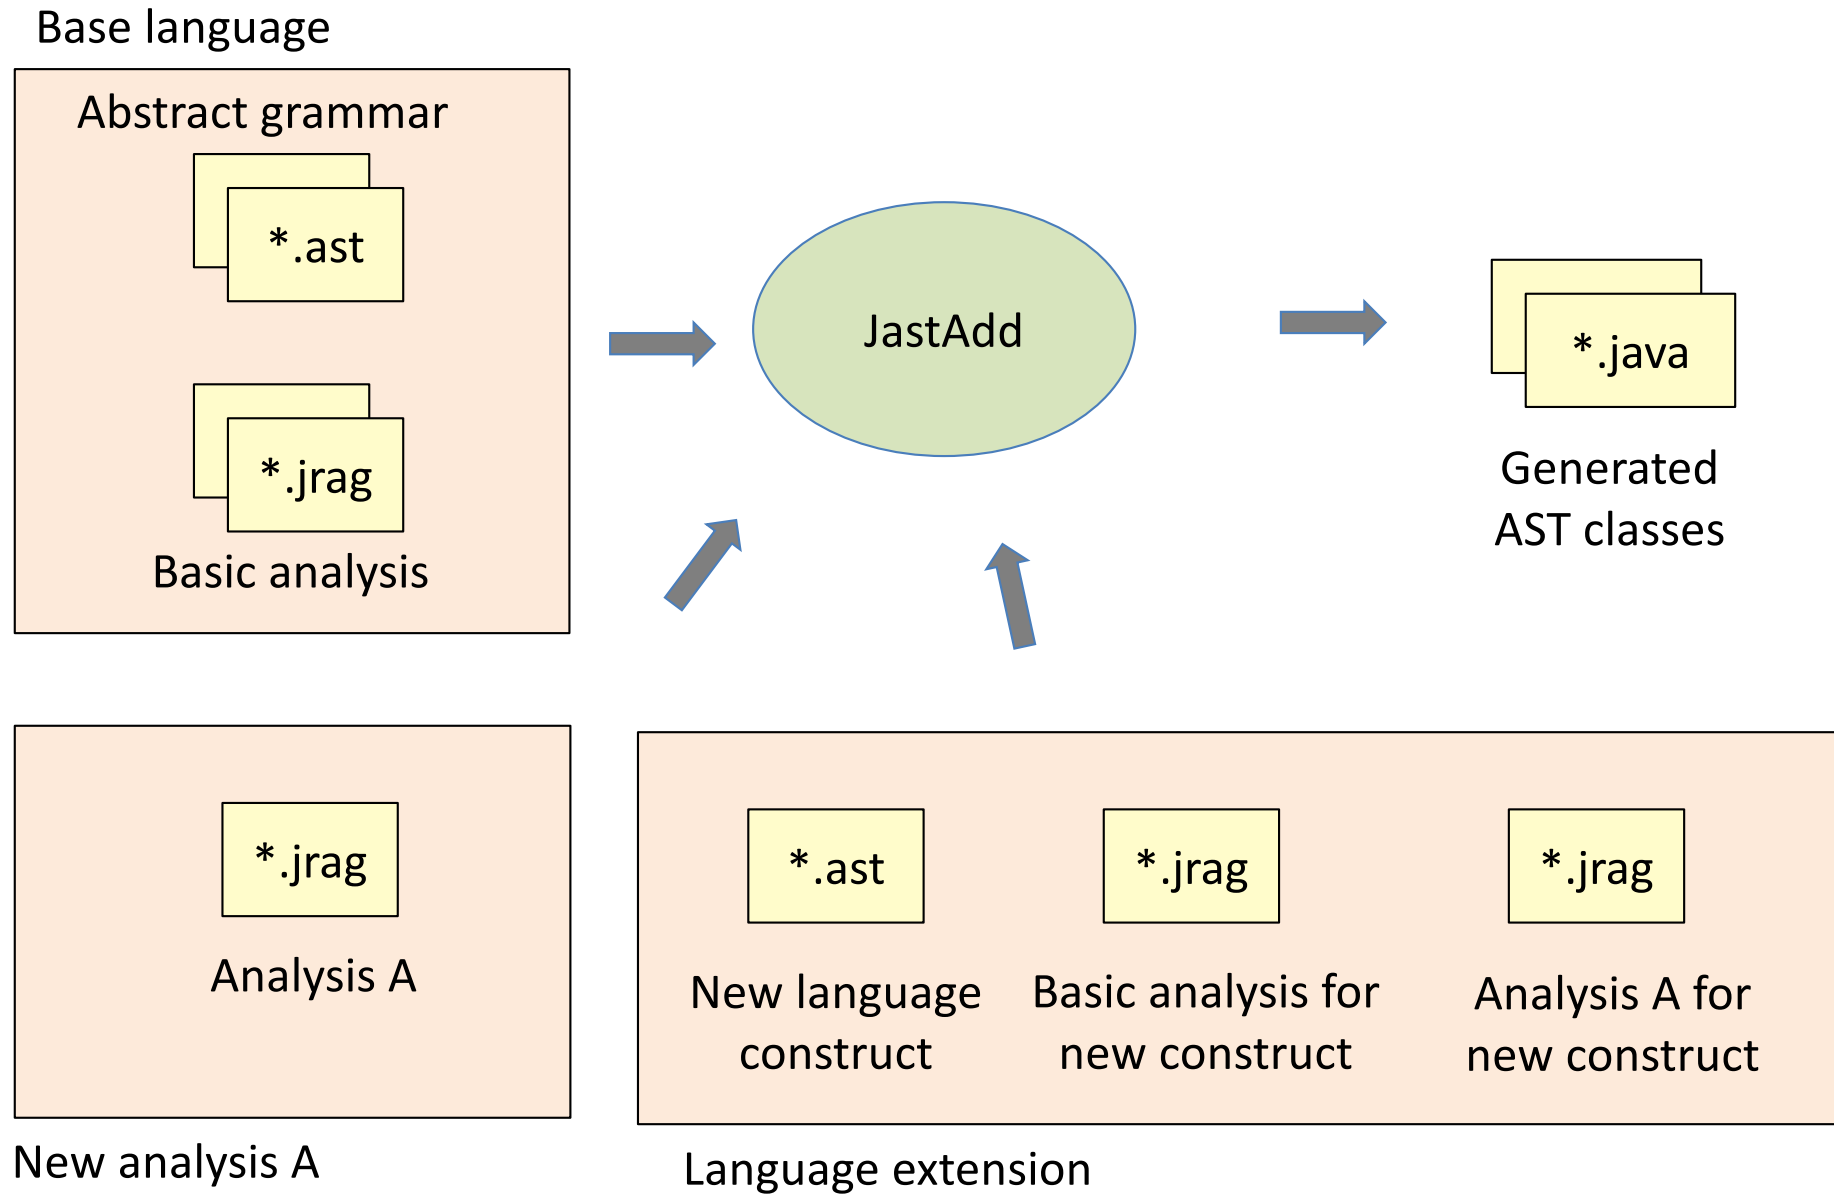 Base language
Abstract grammar
*.ast
*.jrag
Basic analysis
JastAdd
*.java
Generated
AST classes
*.jrag
Analysis A
New analysis A
*.ast
New language
construct
*.jrag
Basic analysis for
new construct
*.jrag
Analysis A for
new construct
Language extension